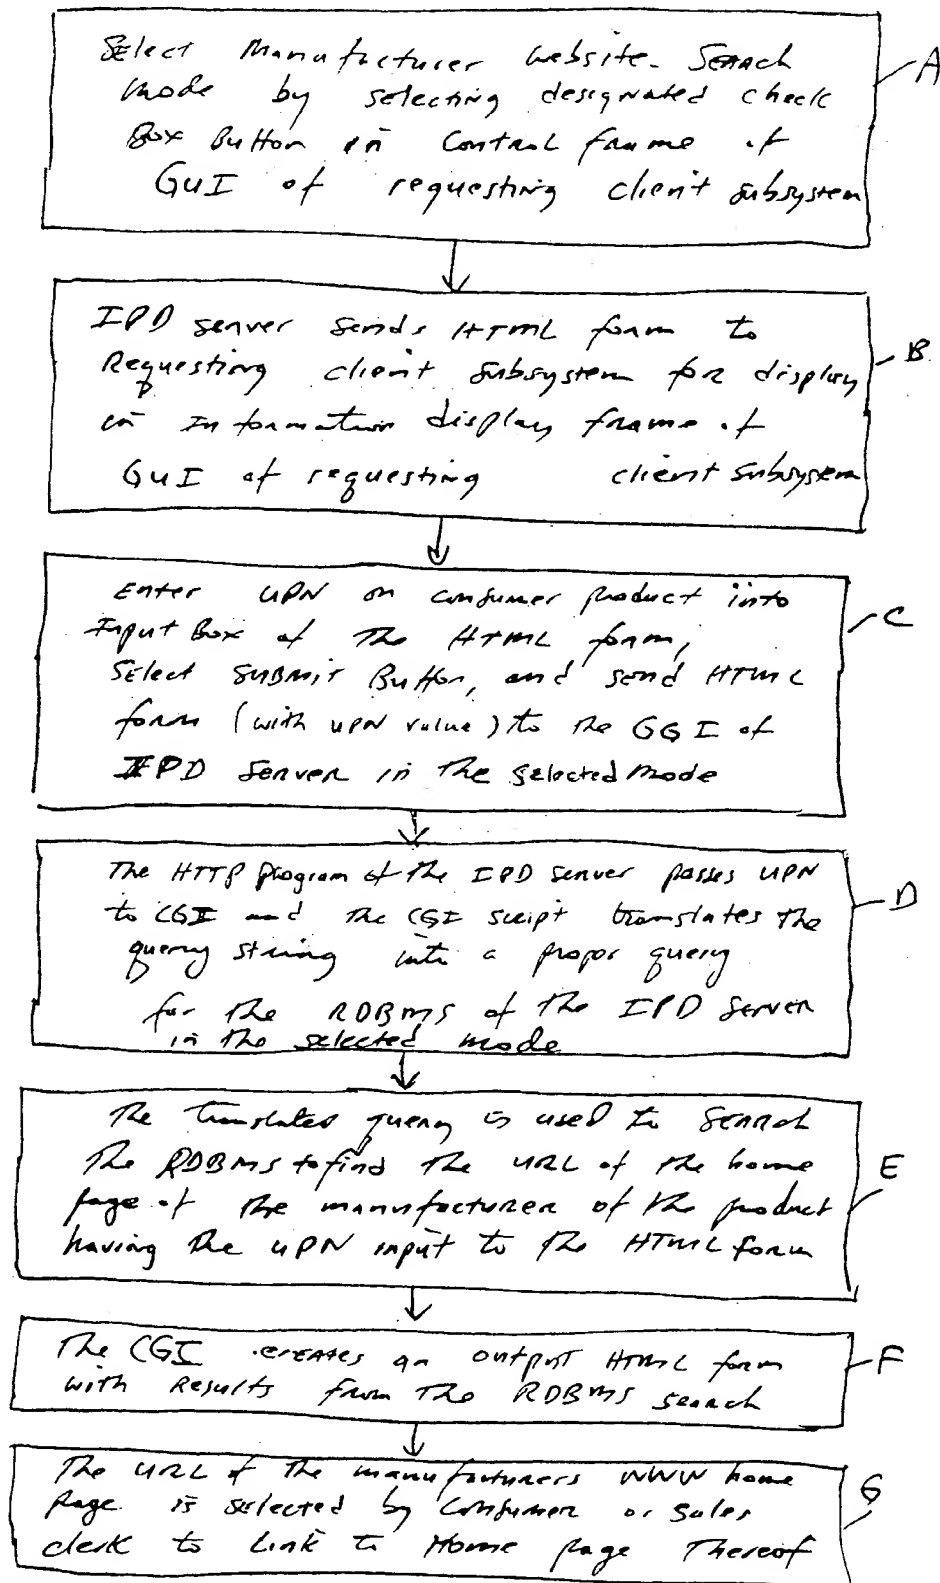 Select Manufacturer website Search
A
mode by selecting designated check
Box Button in Control frame of
GUI of requesting client subsystem
IPD server sends HTML form to
B
Requesting client subsystem for display
in Information display frame of
GUI of requesting client subsystem
Enter UPN on consumer product into
C
Input Box of the HTML form,
Select Submit Button, and send HTML
form (with UPN value) to the GGI of
IPD Server in the selected mode
The HTTP program of the IPD server passes UPN
D
to CGI and the CGI script translates the
query string into a propor query
for the RDBMS of the IPD Server
in the selected mode
The translated query is used to Search
The RDBMS to find the URL of the home
E
page of the manufacturer of the product
having the UPN input to the HTML form
The CGI creates an output HTML form
F
with Results from the RDBMS search
The URL of the manufacturers WWW home
G
Page is selected by Consumer or Sales
clerk to Link to Home page Thereof